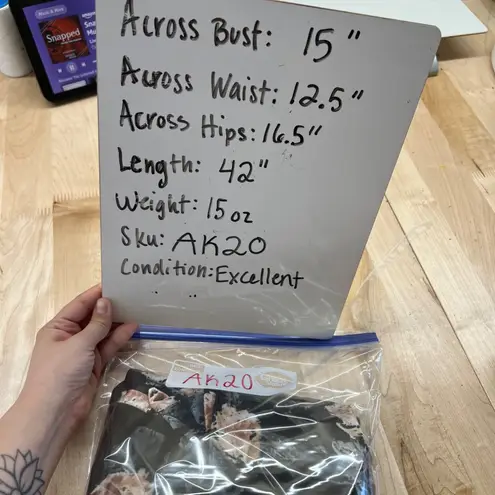 Snapped
Across Bust: 15"
Across Waist: 12.5"
Across Hips: 16.5"
Length: 42"
Weight: 15 oz
Sku: AK20
Condition: Excellent
AK20